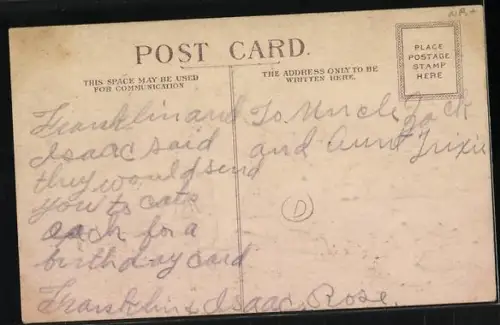 POST CARD.
THIS SPACE MAY BE USED
FOR COMMUNICATION
THE ADDRESS ONLY TO BE
WRITTEN HERE.
PLACE
POSTAGE
STAMP
HERE
Franklin and
Isaac said
they would send
you to cats
each for a
birthday card
Franklin & Isaac Rose.
To Uncle Jack
and Aunt Trixie
D